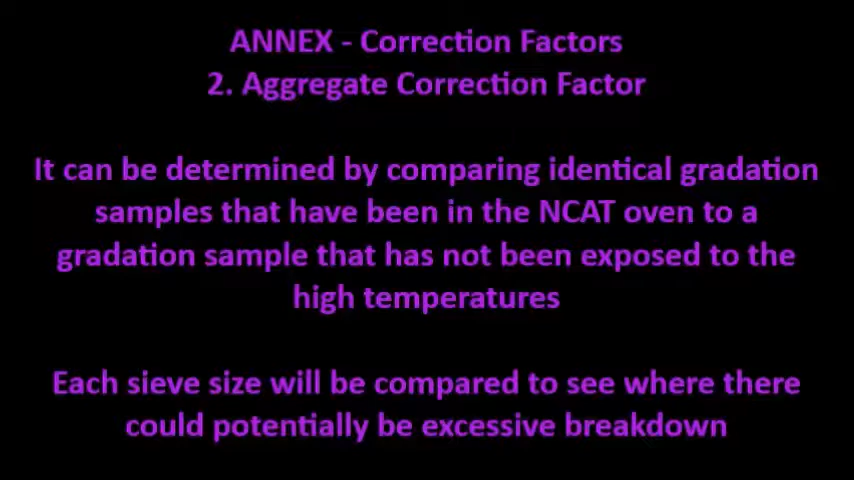 ANNEX - Correction Factors
2. Aggregate Correction Factor
It can be determined by comparing identical gradation
samples that have been in the NCAT oven to a
gradation sample that has not been exposed to the
high temperatures
Each sieve size will be compared to see where there
could potentially be excessive breakdown